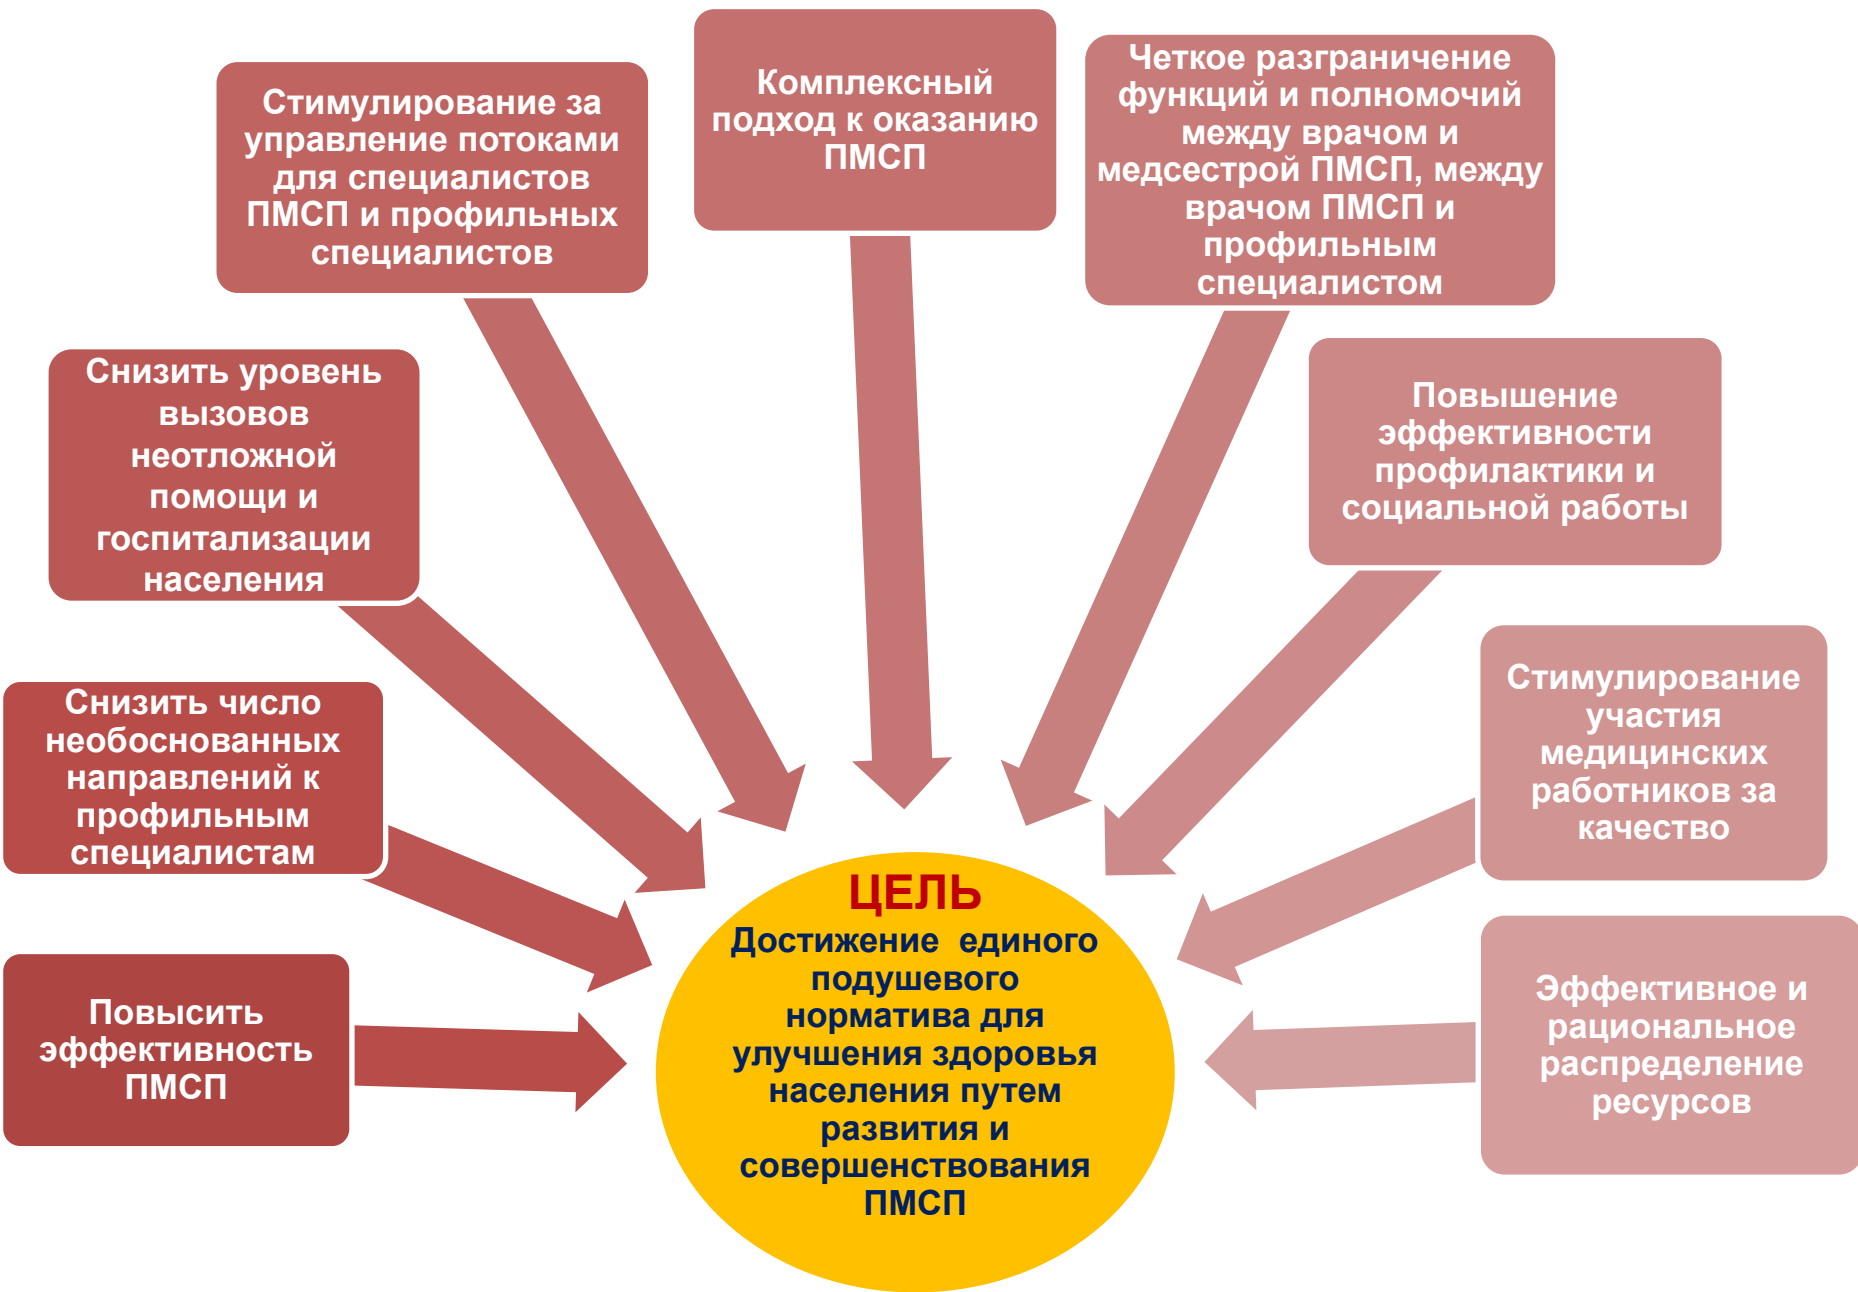 Комплексный
подход к оказанию
ПМСП
Четкое разграничение
функций и полномочий
между врачом и
медсестрой ПМСП, между
врачом ПМСП и
профильным
специалистом
Стимулирование за
управление потоками
для специалистов
ПМСП и профильных
специалистов
Снизить уровень
вызовов
неотложной
помощи и
госпитализации
населения
Повышение
эффективности
профилактики и
социальной работы
Снизить число
необоснованных
направлений к
профильным
специалистам
Стимулирование
участия
медицинских
работников за
качество
Повысить
эффективность
ПМСП
ЦЕЛЬ
Достижение  единого
подушевого
норматива для
улучшения здоровья
населения путем
развития и
совершенствования
ПМСП
Эффективное и
рациональное
распределение
ресурсов